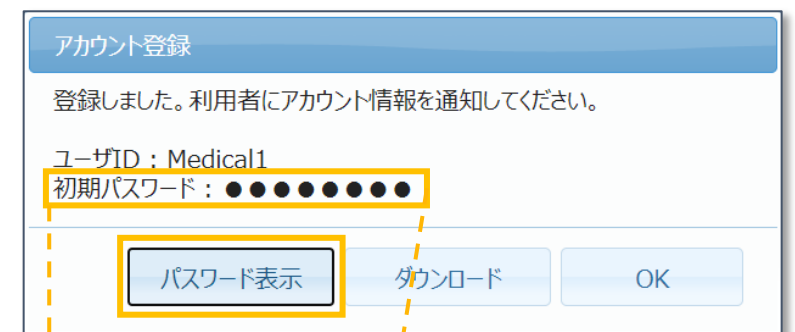 アカウント登録
登録しました。利用者にアカウント情報を通知してください。
ユーザID：Medical1
初期パスワード：●●●●●●●●
パスワード表示 ダウンロード OK